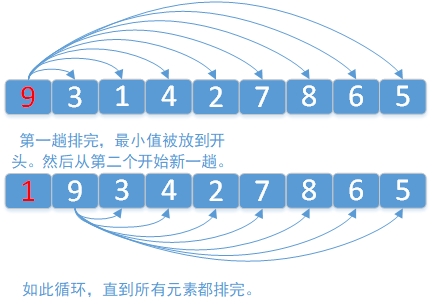 9 3 1 4 2 7 8 6 5
第一趟排完，最小值被放到开
头。然后从第二个开始新一趟。
1 9 3 4 2 7 8 6 5
如此循环，直到所有元素都排完。